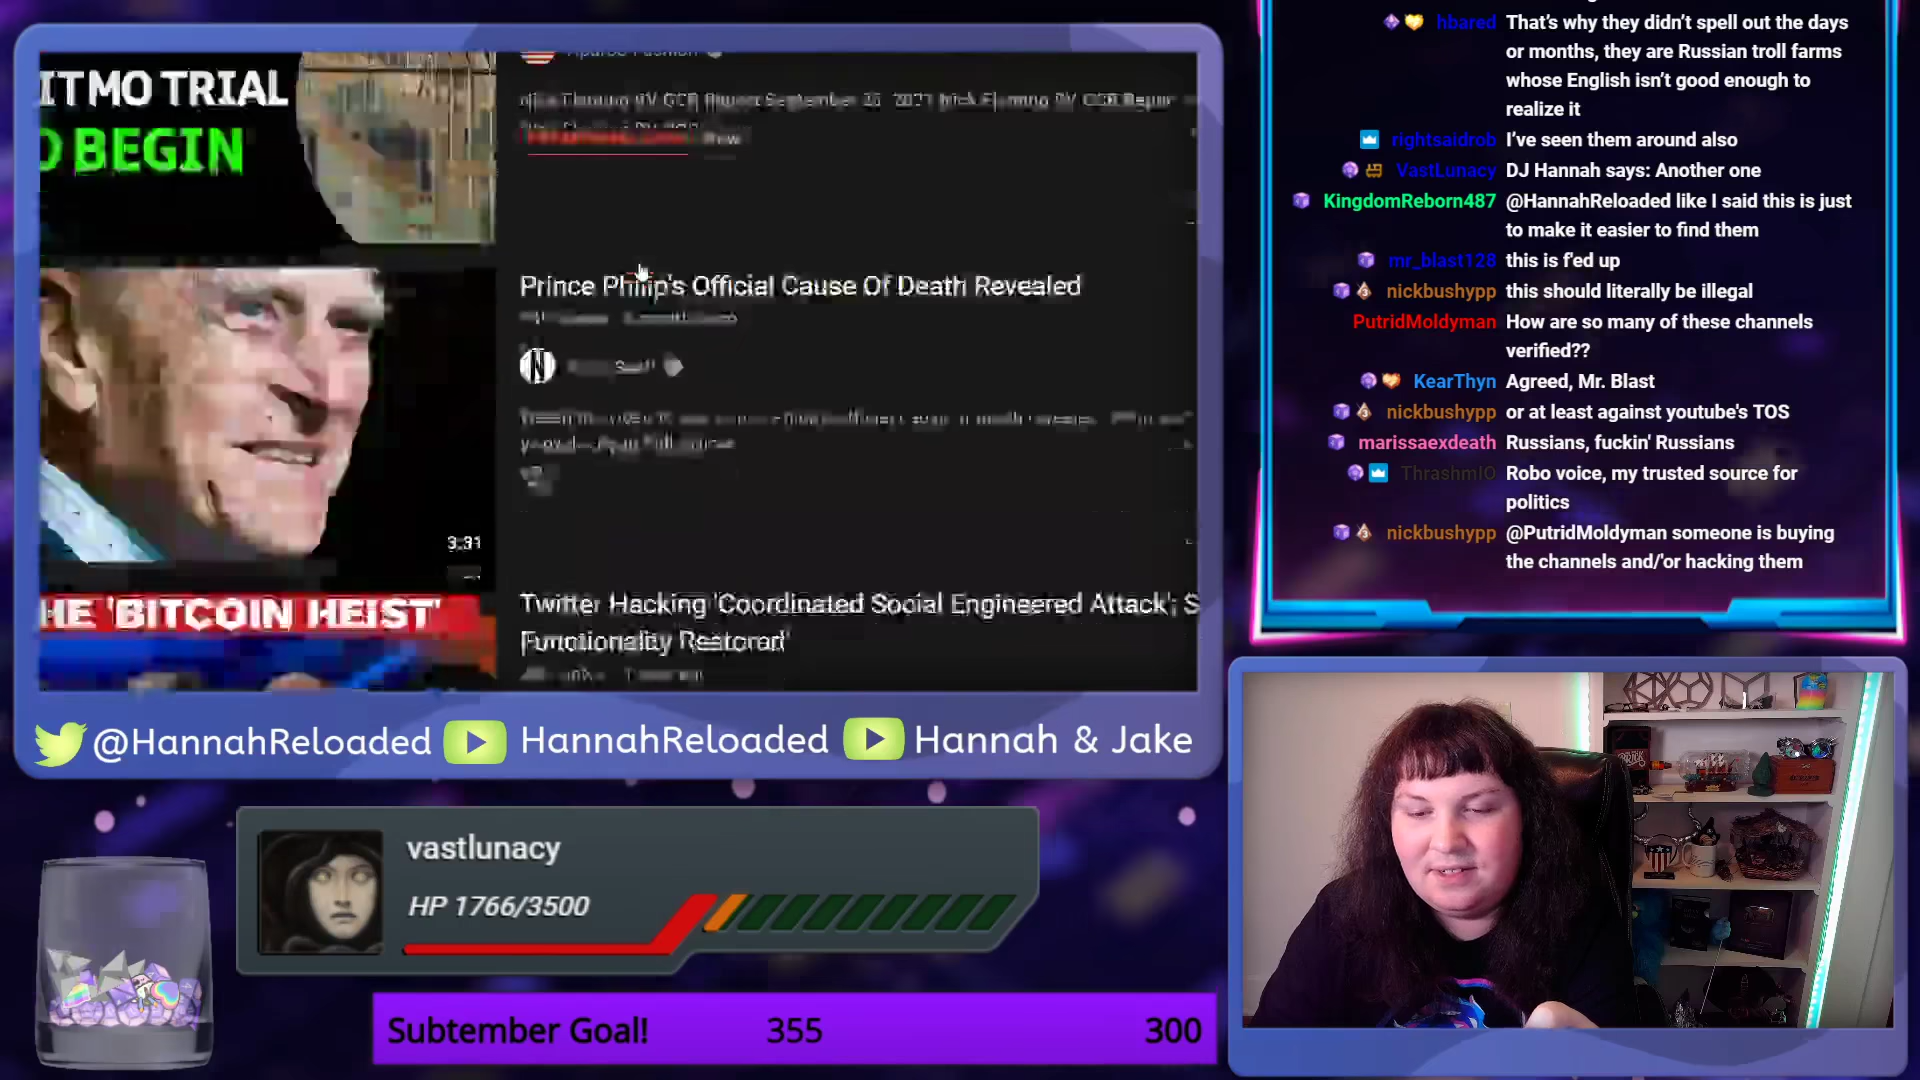 ITMO TRIAL
O BEGIN
Prince Philip's Official Cause Of Death Revealed
N
3:31
HE 'BITCOIN HEIST'
Twitter Hacking 'Coordinated Social Engineered Attack'; S
Functionality Restored'
@HannahReloaded
HannahReloaded
Hannah & Jake
vastlunacy
HP 1766/3500
Subtember Goal! 355 300
hbared That’s why they didn’t spell out the days
or months, they are Russian troll farms
whose English isn’t good enough to
realize it
rightsaidrob I’ve seen them around also
VastLunacy DJ Hannah says: Another one
KingdomReborn487 @HannahReloaded like I said this is just
to make it easier to find them
mr_blast128 this is f'ed up
nickbushypp this should literally be illegal
PutridMoldyman How are so many of these channels
verified??
KearThyn Agreed, Mr. Blast
nickbushypp or at least against youtube's TOS
marissaexdeath Russians, fuckin' Russians
ThrashmIO Robo voice, my trusted source for
politics
nickbushypp @PutridMoldyman someone is buying
the channels and/'or hacking them